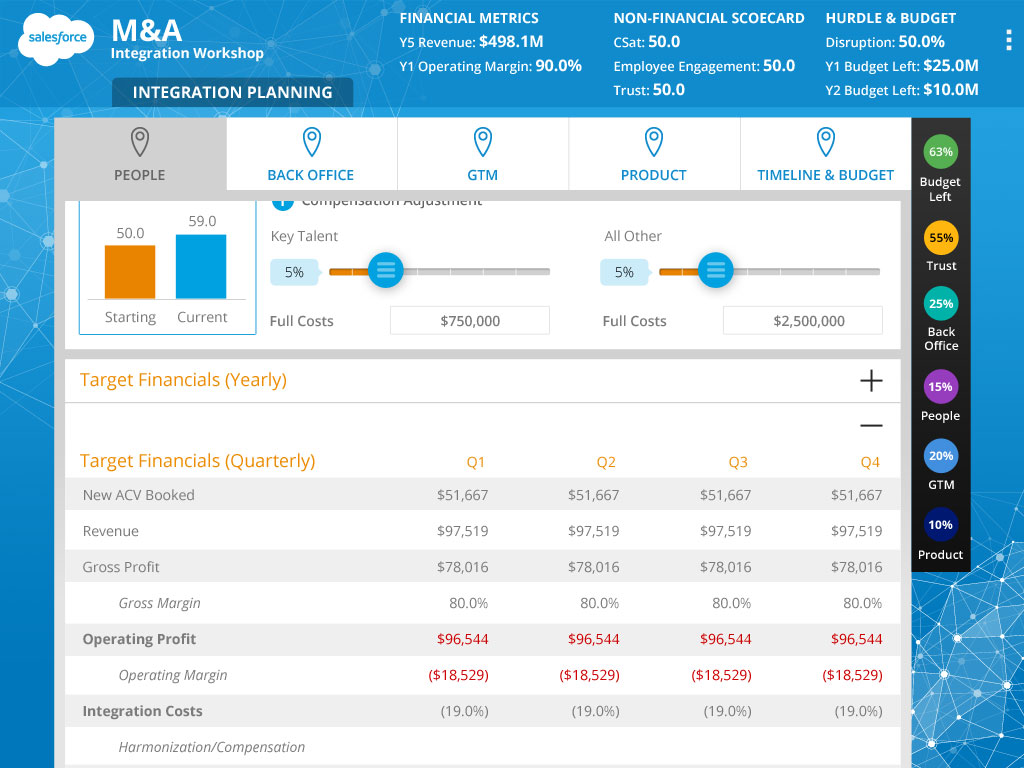 salesforce
M&A
Integration Workshop
INTEGRATION PLANNING
FINANCIAL METRICS
Y5 Revenue: $498.1M
Y1 Operating Margin: 90.0%
NON-FINANCIAL SCOECARD
CSat: 50.0
Employee Engagement: 50.0
Trust: 50.0
HURDLE & BUDGET
Disruption: 50.0%
Y1 Budget Left: $25.0M
Y2 Budget Left: $10.0M
PEOPLE BACK OFFICE GTM PRODUCT TIMELINE & BUDGET
50.0 59.0
Starting Current
Compensation Adjustment
Key Talent All Other
5% 5%
Full Costs $750,000 Full Costs $2,500,000
Target Financials (Yearly)
Target Financials (Quarterly) Q1 Q2 Q3 Q4
New ACV Booked $51,667 $51,667 $51,667 $51,667
Revenue $97,519 $97,519 $97,519 $97,519
Gross Profit $78,016 $78,016 $78,016 $78,016
Gross Margin 80.0% 80.0% 80.0% 80.0%
Operating Profit $96,544 $96,544 $96,544 $96,544
Operating Margin ($18,529) ($18,529) ($18,529) ($18,529)
Integration Costs (19.0%) (19.0%) (19.0%) (19.0%)
Harmonization/Compensation
63%
Budget
Left
55%
Trust
25%
Back
Office
15%
People
20%
GTM
10%
Product